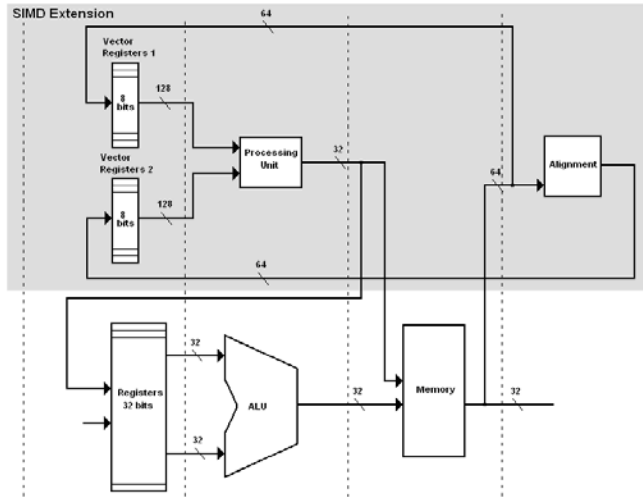 SIMD Extension
64
Vector
Registers 1
8
bits
128
Processing
Unit
32
Alignment
64
Vector
Registers 2
8
bits
128
64
Registers
32 bits
32
32
ALU
32
Memory
32